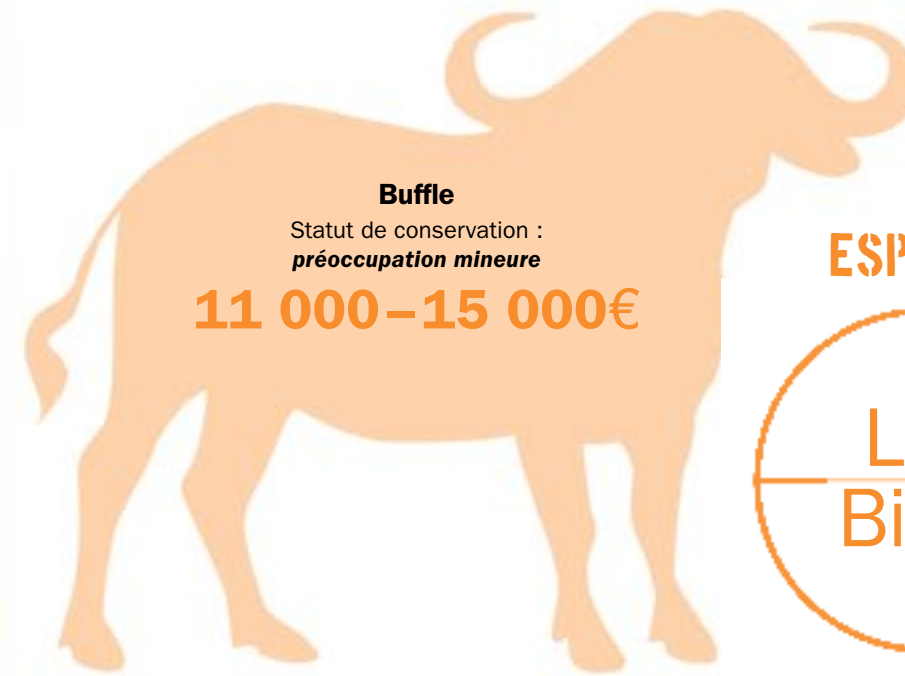 Buffle
Statut de conservation :
préoccupation mineure
11 000–15 000€
ESP
L
Bi